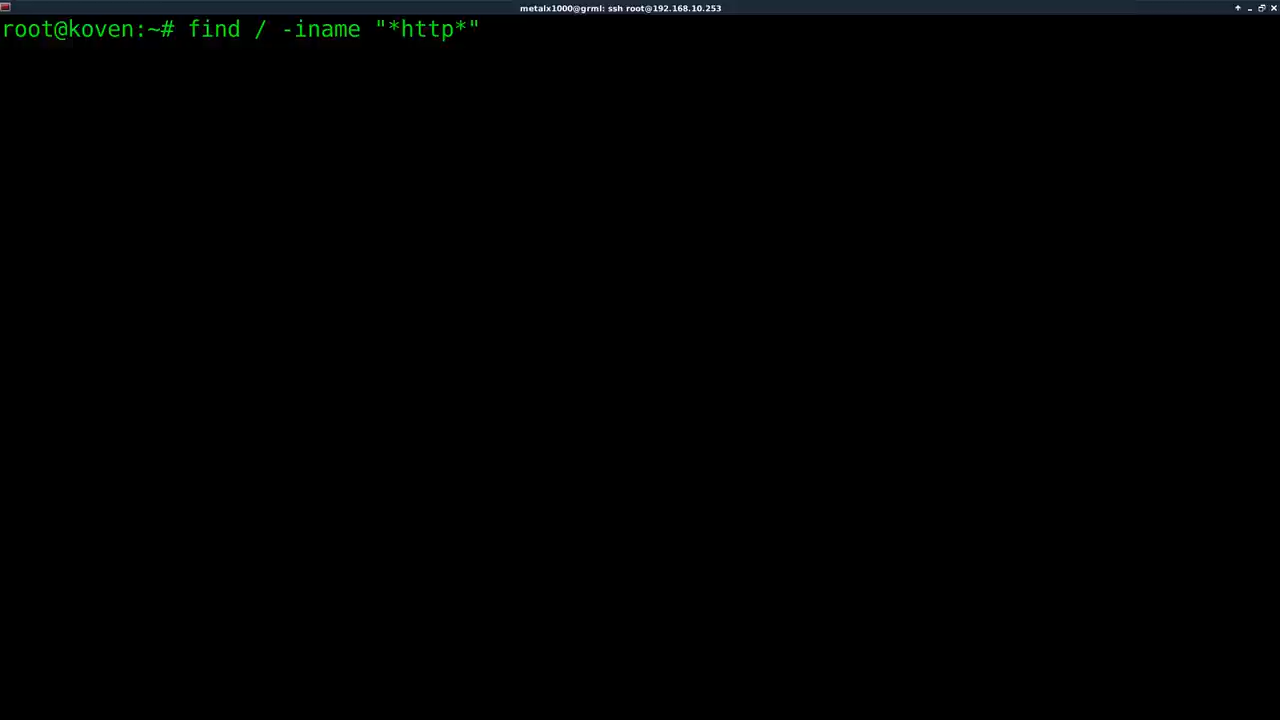 metalx1000@grml: ssh root@192.168.10.253
root@koven:~# find / -iname "*http*"